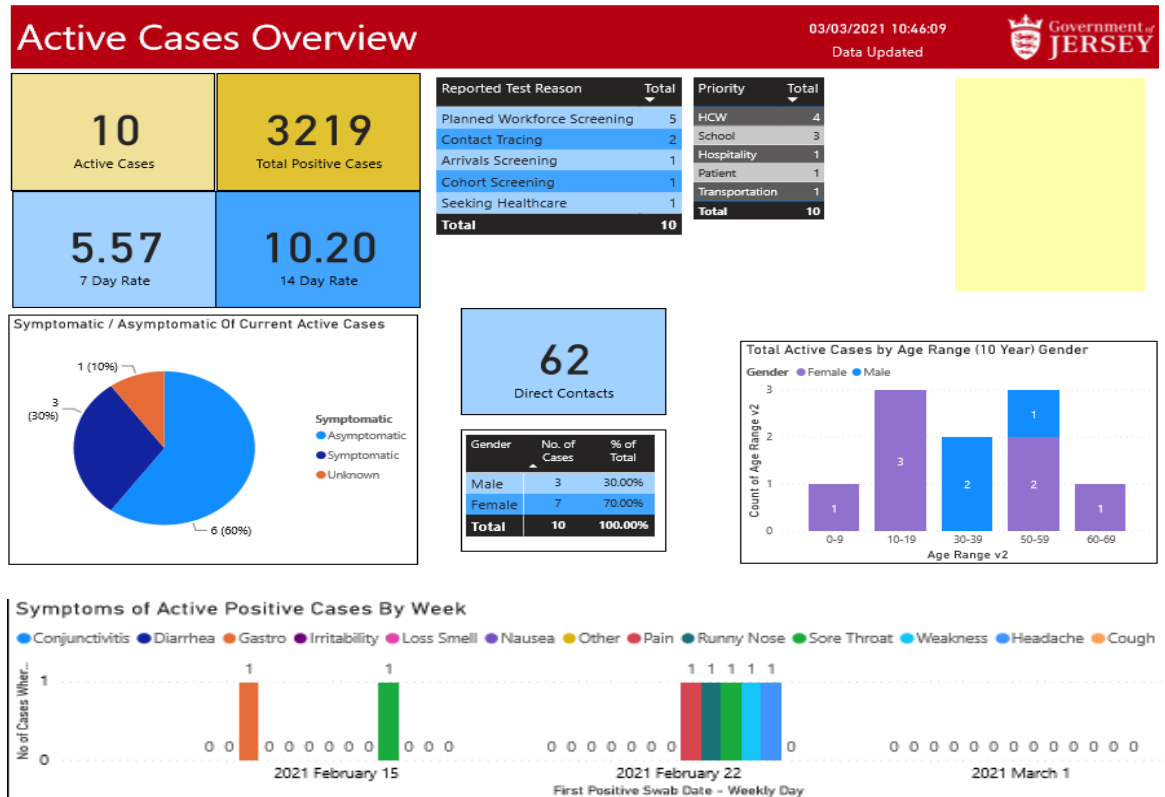 Active Cases Overview
03/03/2021 10:46:09
Data Updated
Government of
JERSEY
10
Active Cases
3219
Total Positive Cases
5.57
7 Day Rate
10.20
14 Day Rate
Reported Test Reason Total
Planned Workforce Screening 5
Contact Tracing 2
Arrivals Screening 1
Cohort Screening 1
Seeking Healthcare 1
Total 10
Priority Total
HCW 4
School 3
Hospitality 1
Patient 1
Transportation 1
Total 10
Symptomatic / Asymptomatic Of Current Active Cases
1 (10%)
3
(30%)
6 (60%)
Symptomatic
Asymptomatic
Symptomatic
Unknown
62
Direct Contacts
Gender No. of Cases % of Total
Male 3 30.00%
Female 7 70.00%
Total 10 100.00%
Total Active Cases by Age Range (10 Year) Gender
Gender Female Male
Count of Age Range v2
3
2
1
0
1
3
2
1
2
1
0-9 10-19 30-39 50-59 60-69
Age Range v2
Symptoms of Active Positive Cases By Week
Conjunctivitis Diarrhea Gastro Irritability Loss Smell Nausea Other Pain Runny Nose Sore Throat Weakness Headache Cough
No of Cases Wher...
1
0
0 0 1 0 0 0 0 0 0 1 0 0 0
0 0 0 0 0 0 0 1 1 1 1 1 0
0 0 0 0 0 0 0 0 0 0 0 0 0
2021 February 15 2021 February 22 2021 March 1
First Positive Swab Date - Weekly Day